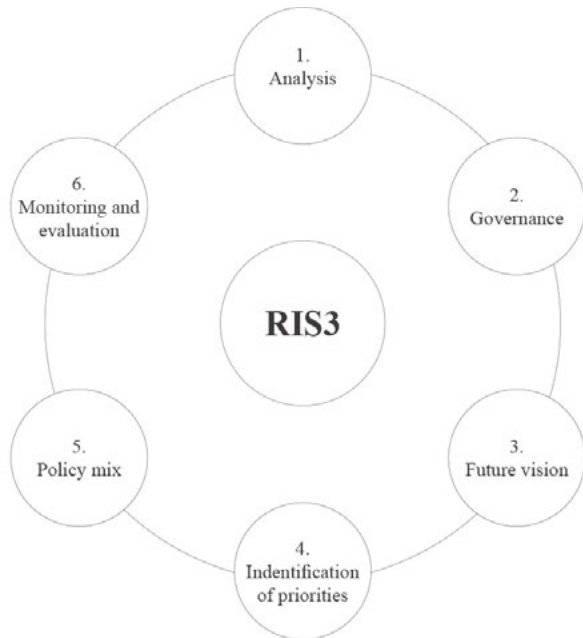 1.
Analysis
2.
Governance
3.
Future vision
4.
Indentification
of priorities
5.
Policy mix
6.
Monitoring and
evaluation
RIS3